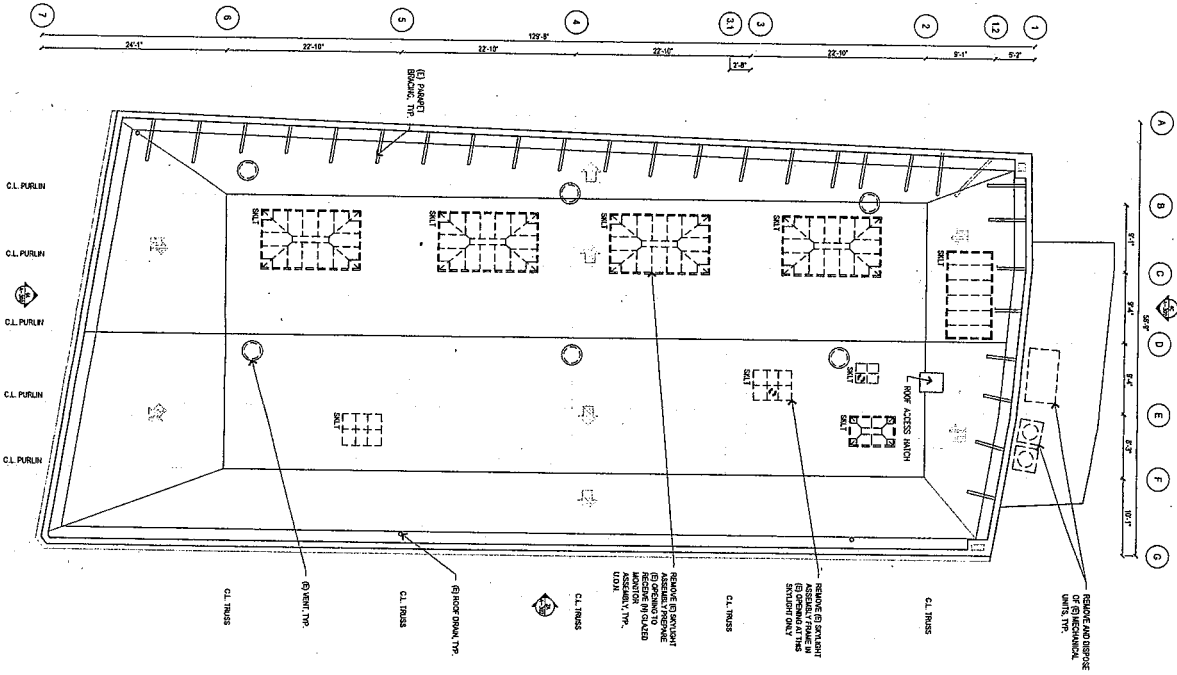 7
6
5
4
3.1
3
2
1.2
1
129'-8"
24'-1"
22'-10"
22'-10"
22'-10"
22'-10"
9'-1"
5'-2"
2'-8"
A
B
C
D
E
F
G
9'-1"
9'-4"
9'-4"
10'-1"
(E) PARAPET
BRACING, TYP.
C.L. PURLIN
C.L. PURLIN
C.L. PURLIN
C.L. PURLIN
C.L. PURLIN
SKLT
SKLT
SKLT
SKLT
SKLT
SKLT
SKLT
SKLT
SKLT
ROOF ACCESS HATCH
REMOVE AND DISPOSE
OF (E) MECHANICAL
UNITS, TYP.
C.L. TRUSS
REMOVE (E) SKYLIGHT
ASSEMBLY.FRAME IN
(E) OPENING AT THIS
SKYLIGHT ONLY
C.L. TRUSS
REMOVE (E) SKYLIGHT
ASSEMBLY.PREPARE
(E) OPENING TO
RECEIVE (N) GLAZED
MONITOR
ASSEMBLY, TYP.,
U.O.N.
C.L. TRUSS
(E) ROOF DRAIN, TYP.
C.L. TRUSS
(E) VENT, TYP.
C.L. TRUSS